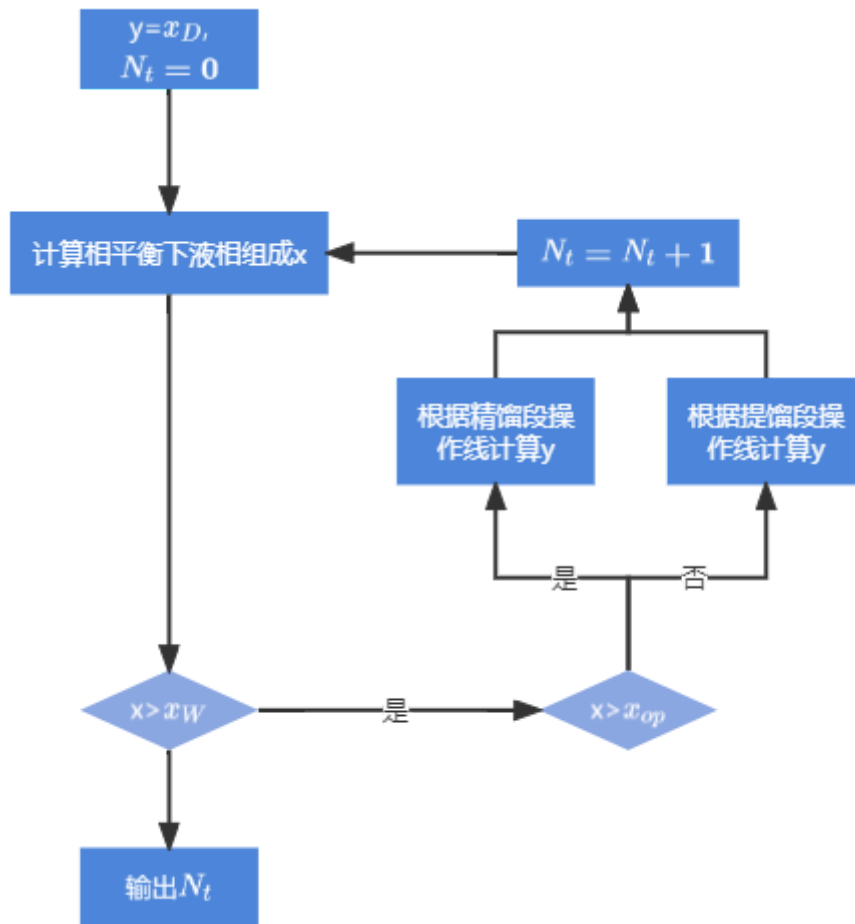 y=x_D,
N_t = 0
计算相平衡下液相组成x
N_t = N_t + 1
根据精馏段操
作线计算y
根据提馏段操
作线计算y
是
否
x>x_W
是
x>x_{op}
输出N_t